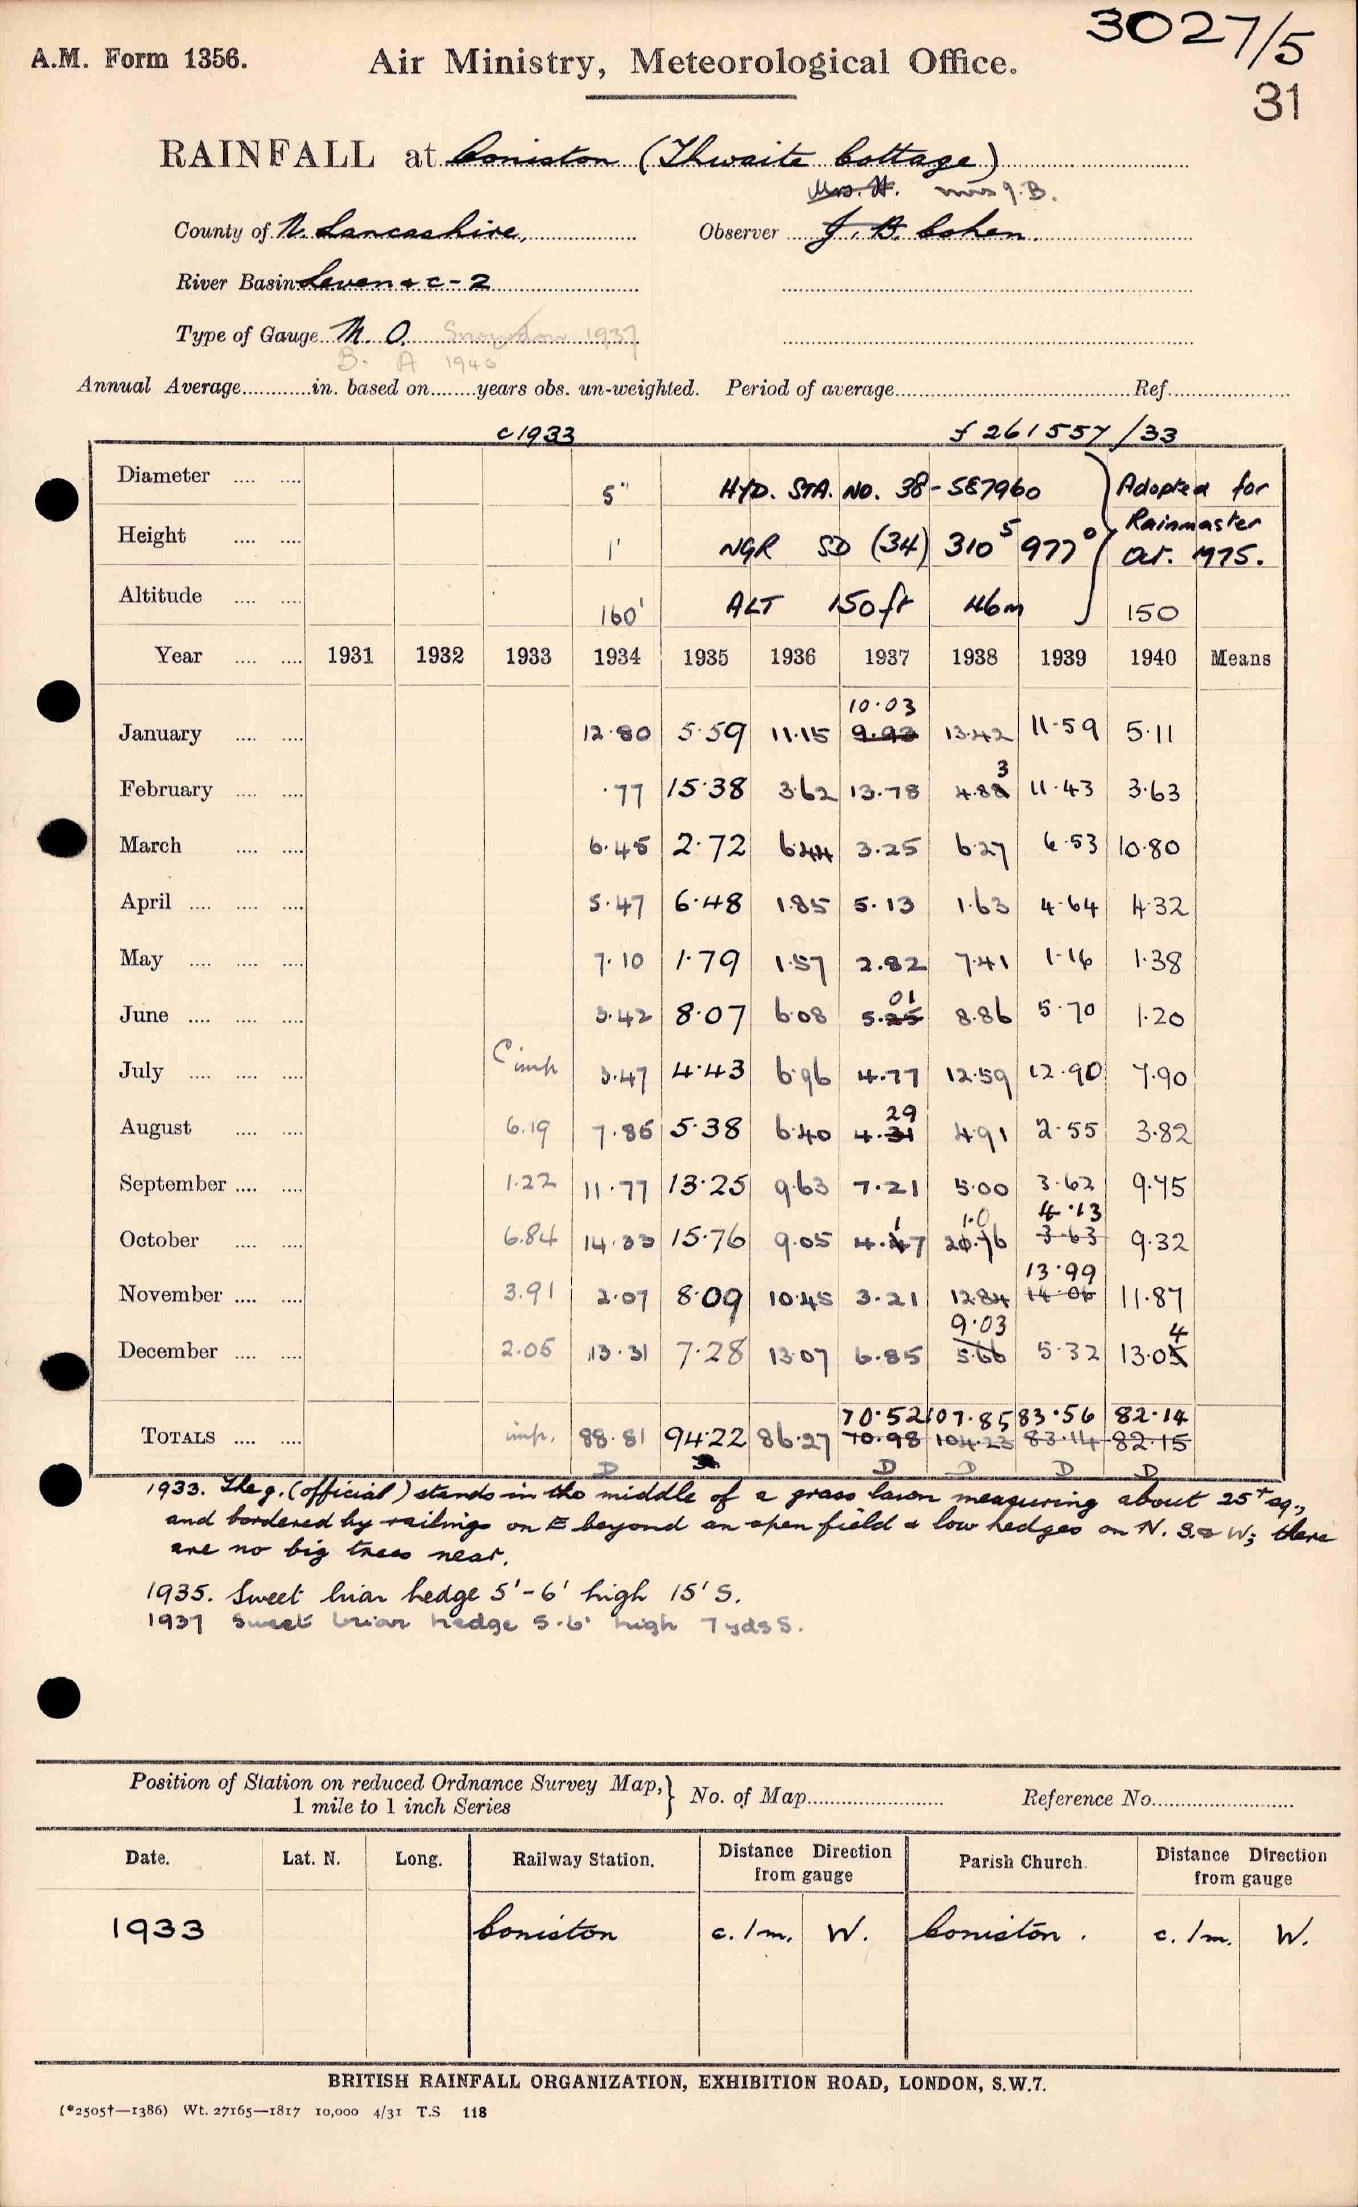 3027/5
A.M. Form 1356.
Air Ministry, Meteorological Office.
31
RAINFALL at Coniston (Thwaite Cottage)
Mrs. H. Mrs J.B.
County of N. Lancashire, Observer J. B. Cohen.
River Basin Leven & c - 2
Type of Gauge M. O. Snowdon 1937
B. A 1940
Annual Average............in. based on........years obs. un-weighted. Period of average.......... Ref..........
c 1933 f 261557/33
Diameter .... .... 5" HYD. STA. NO. 38-587960 Adopted for
Height .... .... 1' NGR SD (34) 310⁵ 977⁰ Rainmaster Oct. 1975.
Altitude .... .... 160' ALT 150 ft 46m 150
Year .... .... 1931 1932 1933 1934 1935 1936 1937 1938 1939 1940 Means
10.03
January .... .... 12.80 5.59 11.15 9.93 13.42 11.59 5.11
3
February .... .... .77 15.38 3.62 13.78 4.88 11.43 3.63
March .... .... 6.45 2.72 6.44 3.25 6.27 6.53 10.80
April .... .... .... 5.47 6.48 1.85 5.13 1.63 4.64 4.32
May .... .... .... 7.10 1.79 1.57 2.82 7.41 1.16 1.38
01
June .... .... .... 3.42 8.07 6.08 5.25 8.86 5.70 1.20
July .... .... .... C imp 3.47 4.43 6.96 4.77 12.59 12.90 7.90
29
August .... .... 6.19 7.85 5.38 6.40 4.31 4.91 2.55 3.82
September .... .... 1.22 11.77 13.25 9.63 7.21 5.00 3.62 9.45
1 1.0 4.13
October .... .... 6.84 14.33 15.76 9.05 4.47 20.76 3.63 9.32
13.99
November .... .... 3.91 2.07 8.09 10.45 3.21 12.84 14.06 11.87
9.03 4
December .... .... 2.05 13.31 7.28 13.07 6.85 5.66 5.32 13.05
70.52 107.85 83.56 82.14
TOTALS .... .... imp. 88.81 94.22 86.27 70.98 104.23 83.14 82.15
D D D D D
1933. The g. (official) stands in the middle of a grass lawn measuring about 25ft sq.,
and bordered by railings on E beyond an open field & low hedges on N. S & W; there
are no big trees near.
1935. Sweet briar hedge 5'-6' high 15' S.
1937 Sweet briar hedge 5-6' high 7 yds S.
Position of Station on reduced Ordnance Survey Map, 1 mile to 1 inch Series } No. of Map.......... Reference No..........
Date. Lat. N. Long. Railway Station. Distance from gauge Direction Parish Church. Distance from gauge Direction
1933 Coniston c. 1m. W. Coniston. c. 1m. W.
BRITISH RAINFALL ORGANIZATION, EXHIBITION ROAD, LONDON, S.W.7.
(*2505†—1386) Wt. 27165—1817 10,000 4/31 T.S. 118